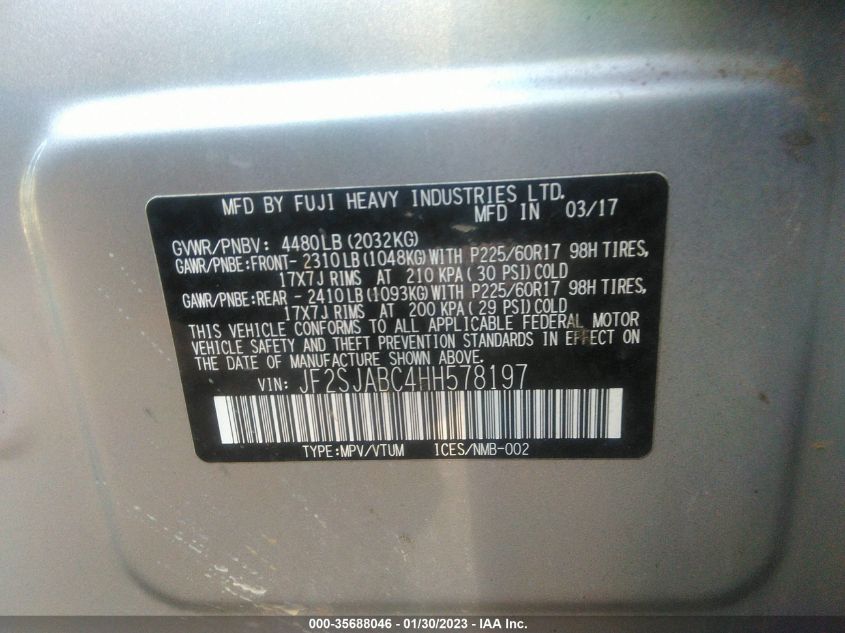 MFD BY FUJI HEAVY INDUSTRIES LTD.
MFD IN 03/17
GVWR/PNBV: 4480LB(2032KG)
GAWR/PNBE:FRONT- 2310LB(1048KG)WITH P225/60R17 98H TIRES,
17X7J RIMS AT 210 KPA(30 PSI)COLD
GAWR/PNBE:REAR - 2410LB(1093KG)WITH P225/60R17 98H TIRES,
17X7J RIMS AT 200 KPA(29 PSI)COLD
THIS VEHICLE CONFORMS TO ALL APPLICABLE FEDERAL MOTOR
VEHICLE SAFETY AND THEFT PREVENTION STANDARDS IN EFFECT ON
THE DATE OF MANUFACTURE SHOWN ABOVE.
VIN: JF2SJABC4HH578197
TYPE:MPV/VTUM ICES/NMB-002
000-35688046 - 01/30/2023 - IAA Inc.